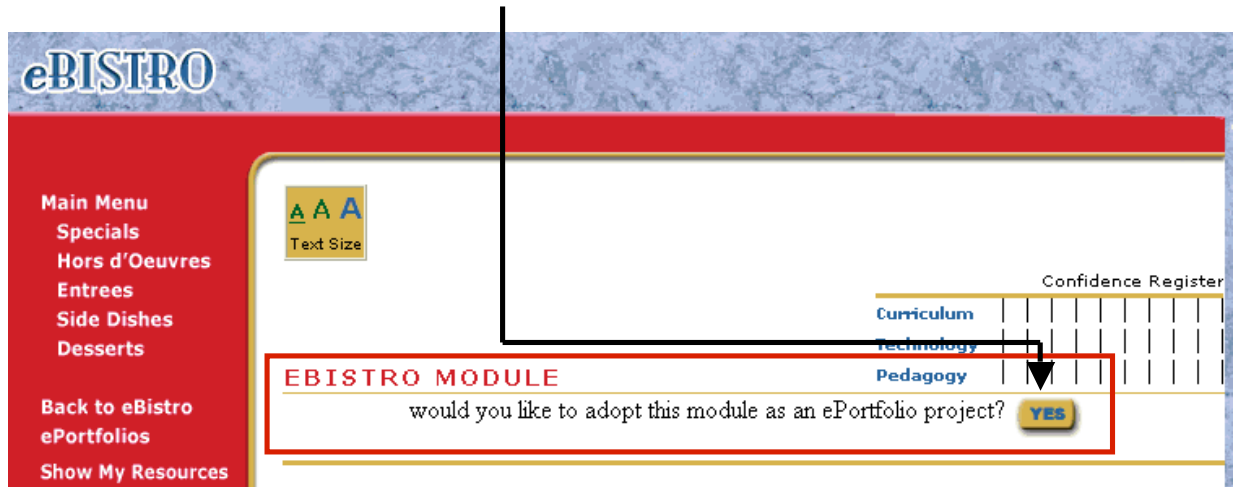 eBISTRO
Main Menu
Specials
Hors d'Oeuvres
Entrees
Side Dishes
Desserts
Back to eBistro
ePortfolios
Show My Resources
A A A
Text Size
Confidence Register
Curriculum
Technology
Pedagogy
EBISTRO MODULE
would you like to adopt this module as an ePortfolio project? YES